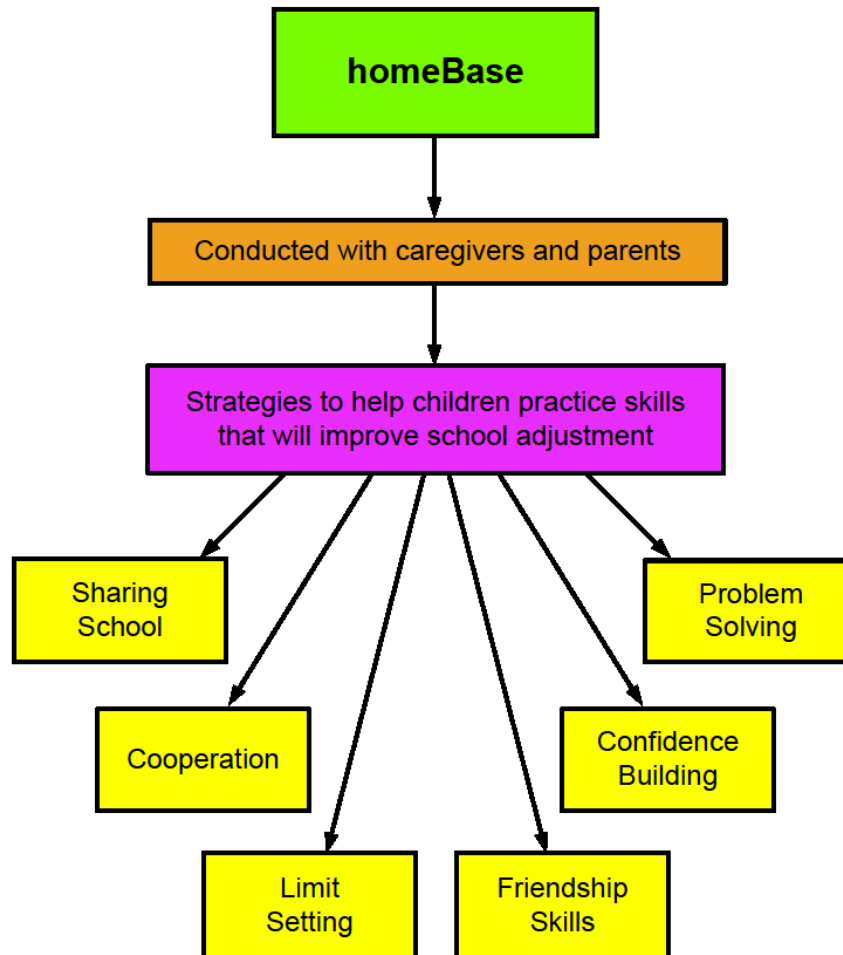 homeBase
Conducted with caregivers and parents
Strategies to help children practice skills
that will improve school adjustment
Sharing
School
Problem
Solving
Cooperation
Confidence
Building
Limit
Setting
Friendship
Skills